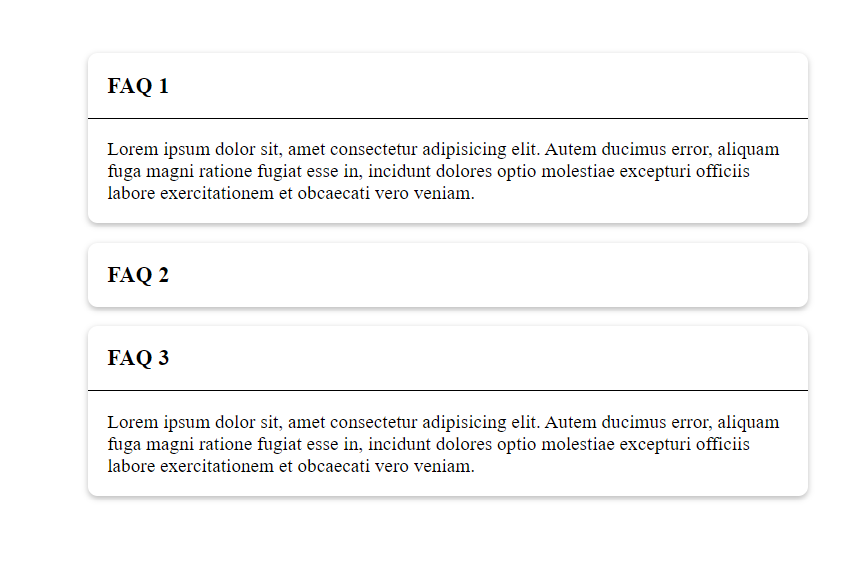 FAQ 1
Lorem ipsum dolor sit, amet consectetur adipisicing elit. Autem ducimus error, aliquam
fuga magni ratione fugiat esse in, incidunt dolores optio molestiae excepturi officiis
labore exercitationem et obcaecati vero veniam.
FAQ 2
FAQ 3
Lorem ipsum dolor sit, amet consectetur adipisicing elit. Autem ducimus error, aliquam
fuga magni ratione fugiat esse in, incidunt dolores optio molestiae excepturi officiis
labore exercitationem et obcaecati vero veniam.